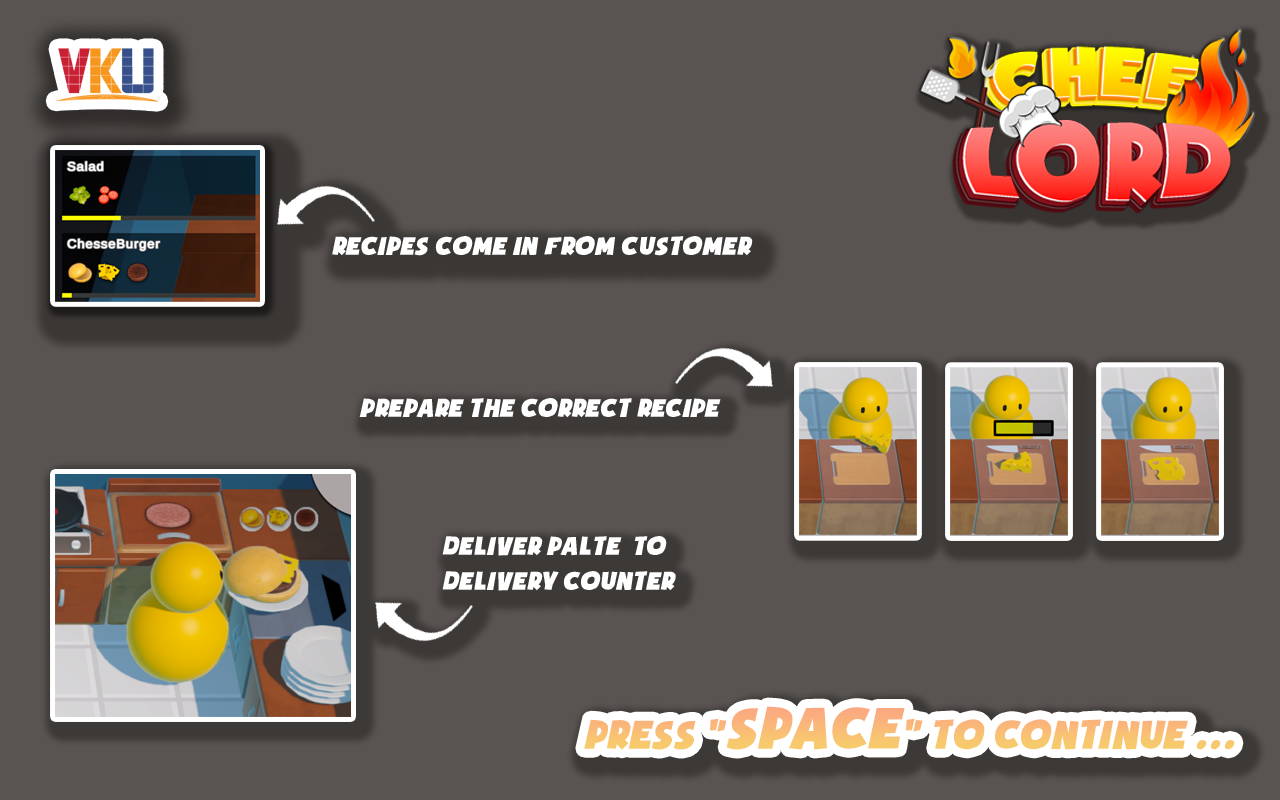 VKU
CHEF
LORD
Salad
ChesseBurger
RECIPES COME IN FROM CUSTOMER
PREPARE THE CORRECT RECIPE
DELIVER PALTE TO
DELIVERY COUNTER
PRESS "SPACE" TO CONTINUE ...